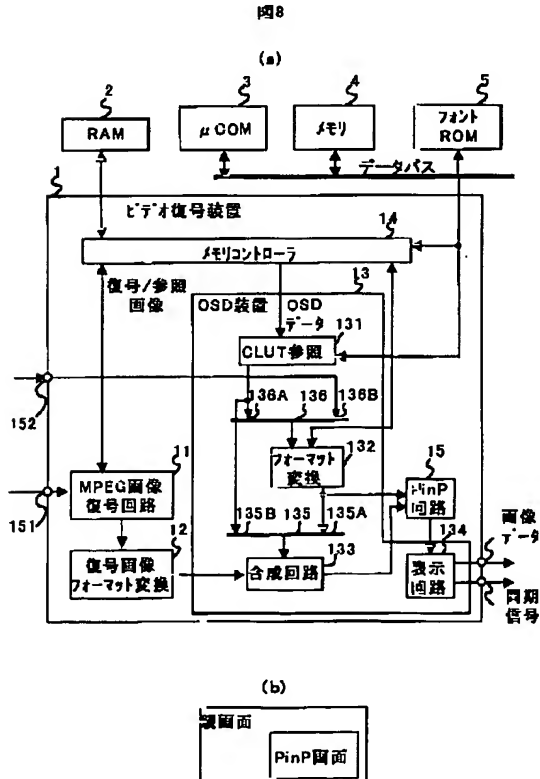 図8
(a)
2
3
4
5
RAM
μCOM
メモリ
フォント
ROM
データバス
1
ビデオ復号装置
14
メモリコントローラ
復号/参照
画像
13
OSD装置
OSD
データ
131
CLUT参照
136A
136
136B
152
フォーマット
変換
132
11
15
MPEG画像
復号回路
PinP
回路
151
135B
135
135A
134
画像
データ
12
133
復号画像
フォーマット変換
合成回路
表示
回路
同期
信号
(b)
親画面
PinP画面